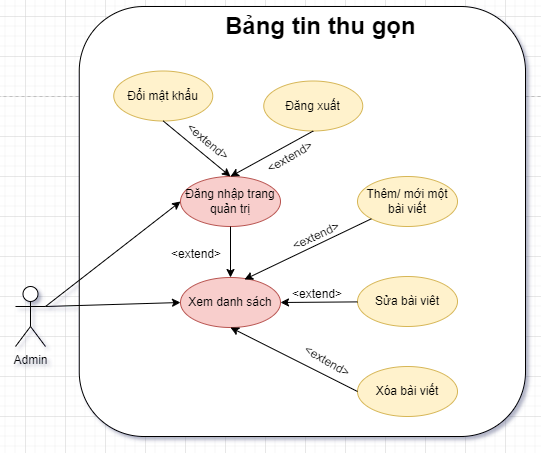 Bảng tin thu gọn
Đổi mật khẩu
Đăng xuất
<extend>
<extend>
Đăng nhập trang
quản trị
Thêm/ mới một
bài viết
<extend>
<extend>
Xem danh sách
<extend>
Sửa bài viêt
<extend>
Admin
Xóa bài viết